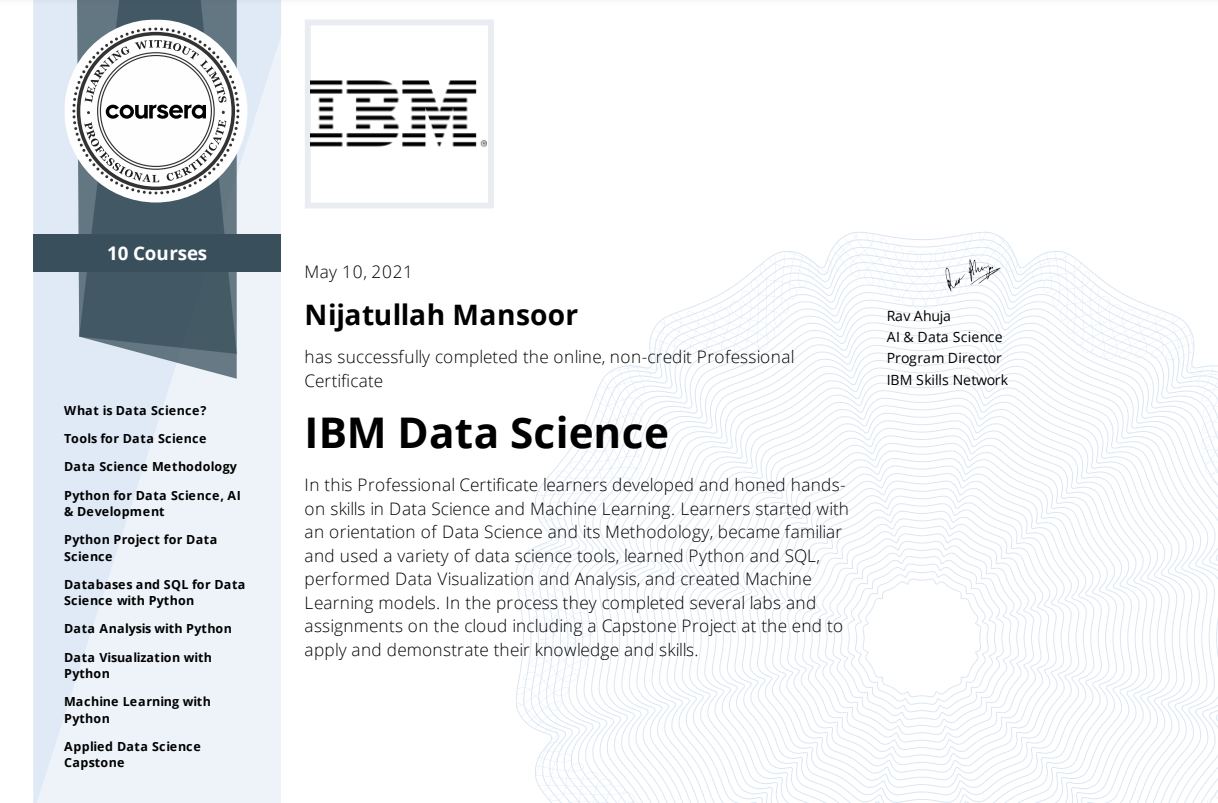 LEARNING WITHOUT LIMITS
coursera
PROFESSIONAL CERTIFICATE
10 Courses
What is Data Science?
Tools for Data Science
Data Science Methodology
Python for Data Science, AI
& Development
Python Project for Data
Science
Databases and SQL for Data
Science with Python
Data Analysis with Python
Data Visualization with
Python
Machine Learning with
Python
Applied Data Science
Capstone
IBM®
May 10, 2021
Nijatullah Mansoor
has successfully completed the online, non-credit Professional
Certificate
IBM Data Science
In this Professional Certificate learners developed and honed hands-
on skills in Data Science and Machine Learning. Learners started with
an orientation of Data Science and its Methodology, became familiar
and used a variety of data science tools, learned Python and SQL,
performed Data Visualization and Analysis, and created Machine
Learning models. In the process they completed several labs and
assignments on the cloud including a Capstone Project at the end to
apply and demonstrate their knowledge and skills.
Rav Ahuja
Rav Ahuja
AI & Data Science
Program Director
IBM Skills Network